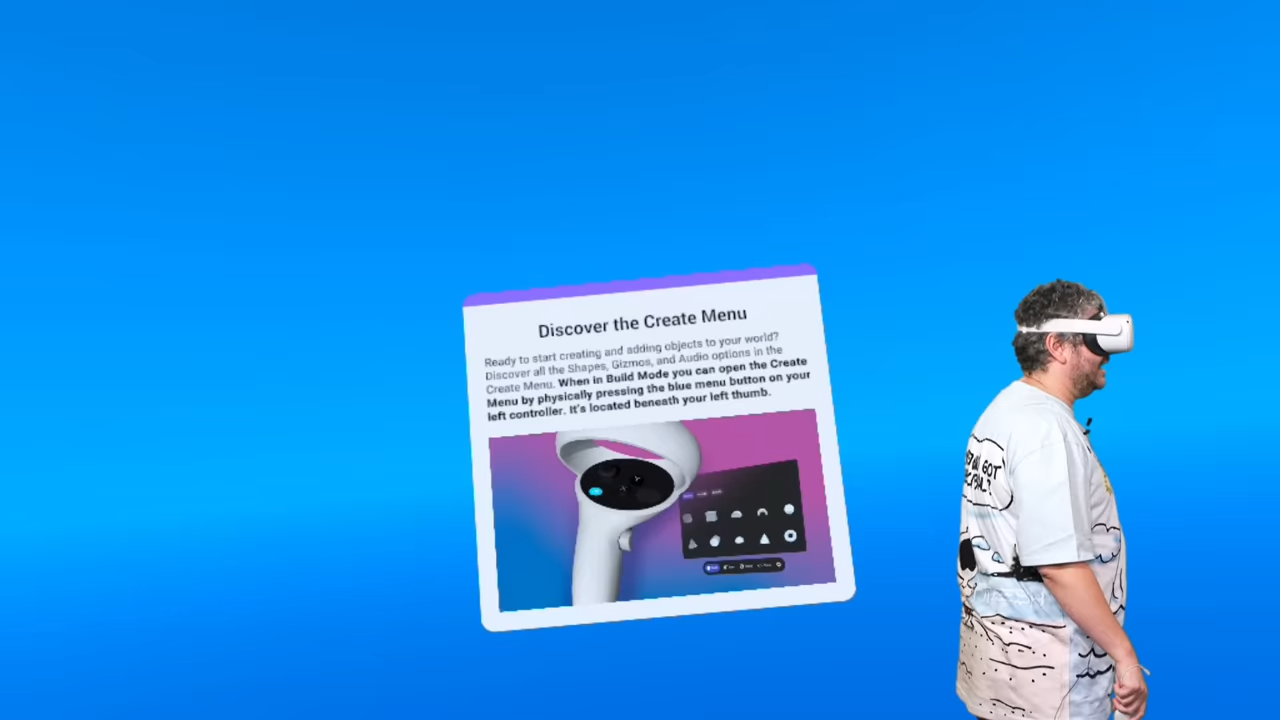 Discover the Create Menu
Ready to start creating and adding objects to your world?
Discover all the Shapes, Gizmos, and Audio options in the
Create Menu. When in Build Mode you can open the Create
Menu by physically pressing the blue menu button on your
left controller. It's located beneath your left thumb.
Y
X
GOT